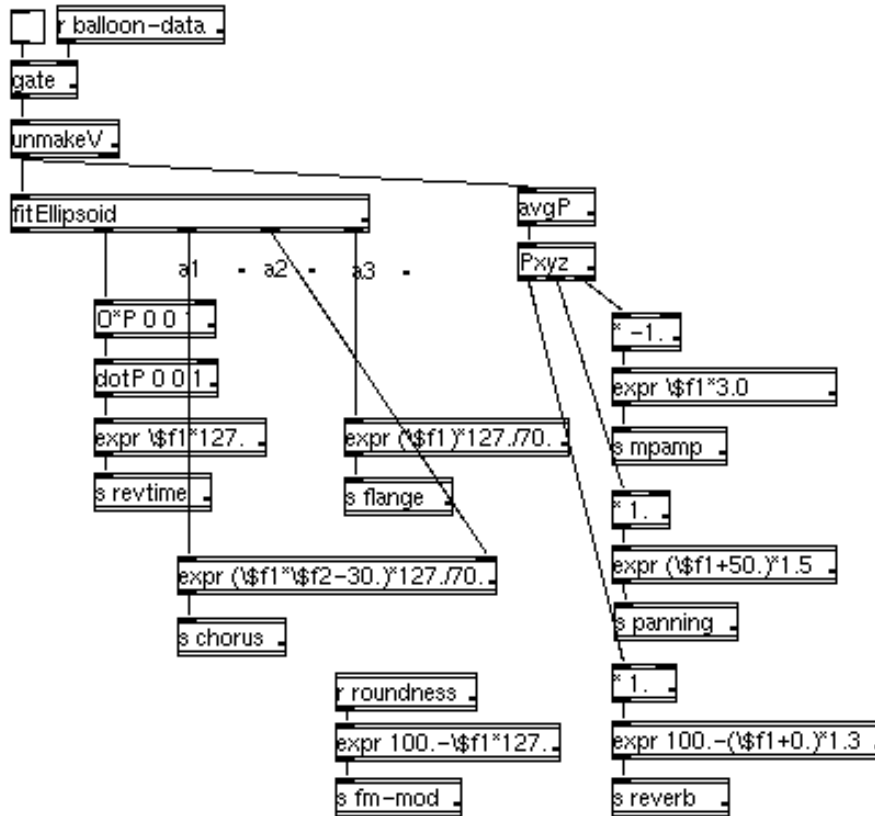 r balloon-data
gate
unmakeV
fitEllipsoid
avgP
Pxyz
a1 - a2 - a3 -
* -1.
O*P 0 0 1
dotP 0 0 1
expr \$f1*3.0
expr \$f1*127.
expr (\$f1)*127./70.
s mpamp
s revtime
s flange
* 1.
expr (\$f1*\$f2-30.)*127./70.
expr (\$f1+50.)*1.5
s chorus
s panning
* 1.
r roundness
expr 100.-\$f1*127.
expr 100.-(\$f1+0.)*1.3
s fm-mod
s reverb